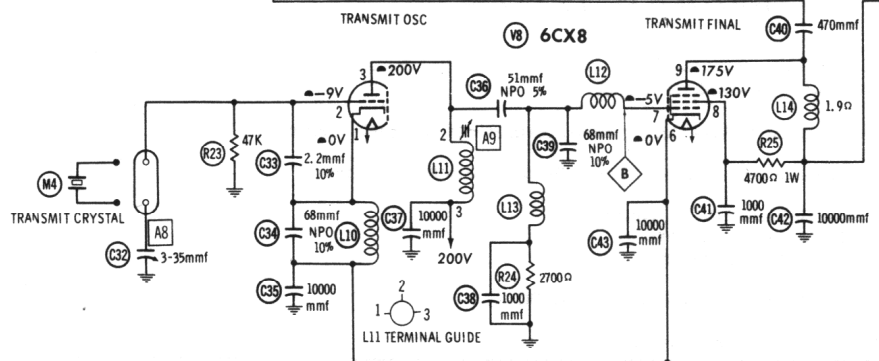 TRANSMIT OSC
V8 6CX8
TRANSMIT FINAL
C40
470mmf
3
200V
C36
51mmf
NPO 5%
L12
9
175V
-9V
2
-5V
130V
7
8
L14
1.9Ω
R23
47K
0V
1
2
A9
C39
68mmf
NPO
10%
0V
6
R25
C33
2.2mmf
10%
L11
B
4700Ω 1W
M4
TRANSMIT CRYSTAL
C34
68mmf
NPO
10%
L10
C37
10000
mmf
3
L13
C41
1000
mmf
C42
10000mmf
A8
C32
3-35mmf
200V
C43
10000
mmf
C35
10000
mmf
2
1
3
L11 TERMINAL GUIDE
C38
1000
mmf
R24
2700Ω